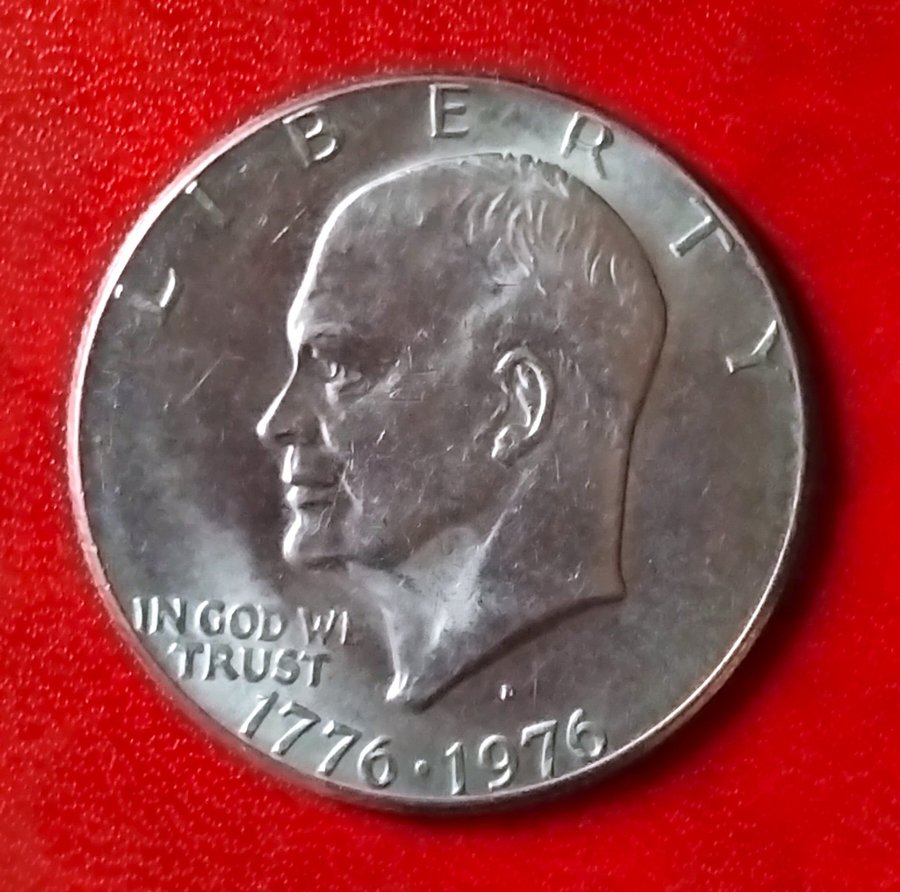 LIBERTY
IN GOD WE
TRUST
1776 · 1976